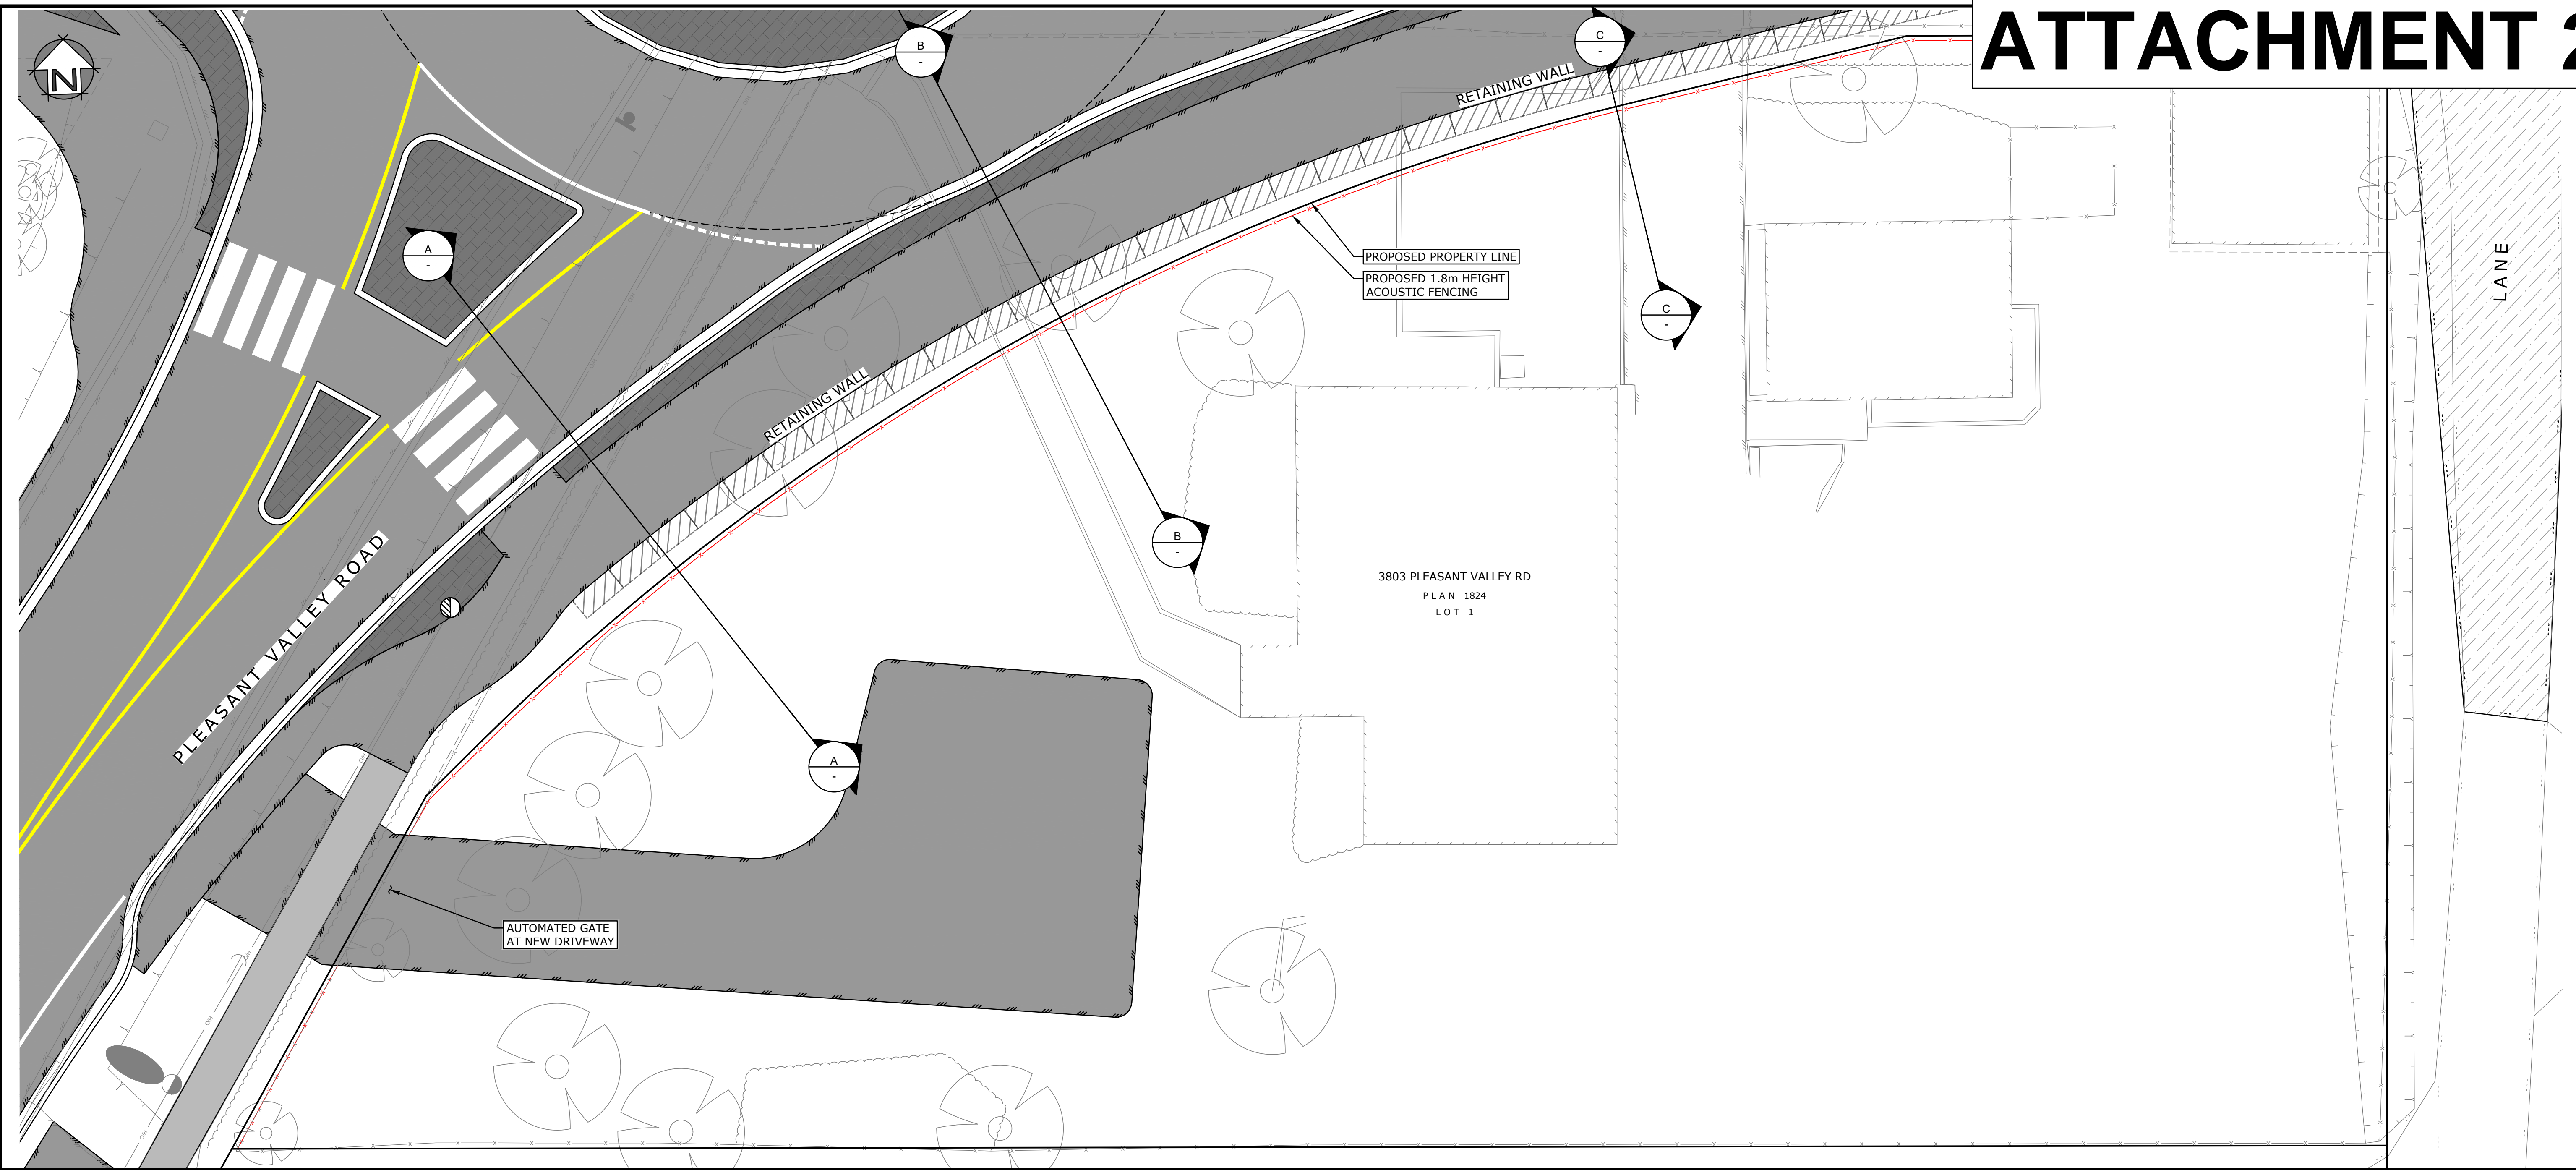 ATTACHMENT 2
N
B
-
C
-
RETAINING WALL
A
-
PROPOSED PROPERTY LINE
PROPOSED 1.8m HEIGHT
ACOUSTIC FENCING
C
-
LANE
RETAINING WALL
B
-
3803 PLEASANT VALLEY RD
PLAN 1824
LOT 1
PLEASANT VALLEY ROAD
A
-
AUTOMATED GATE
AT NEW DRIVEWAY